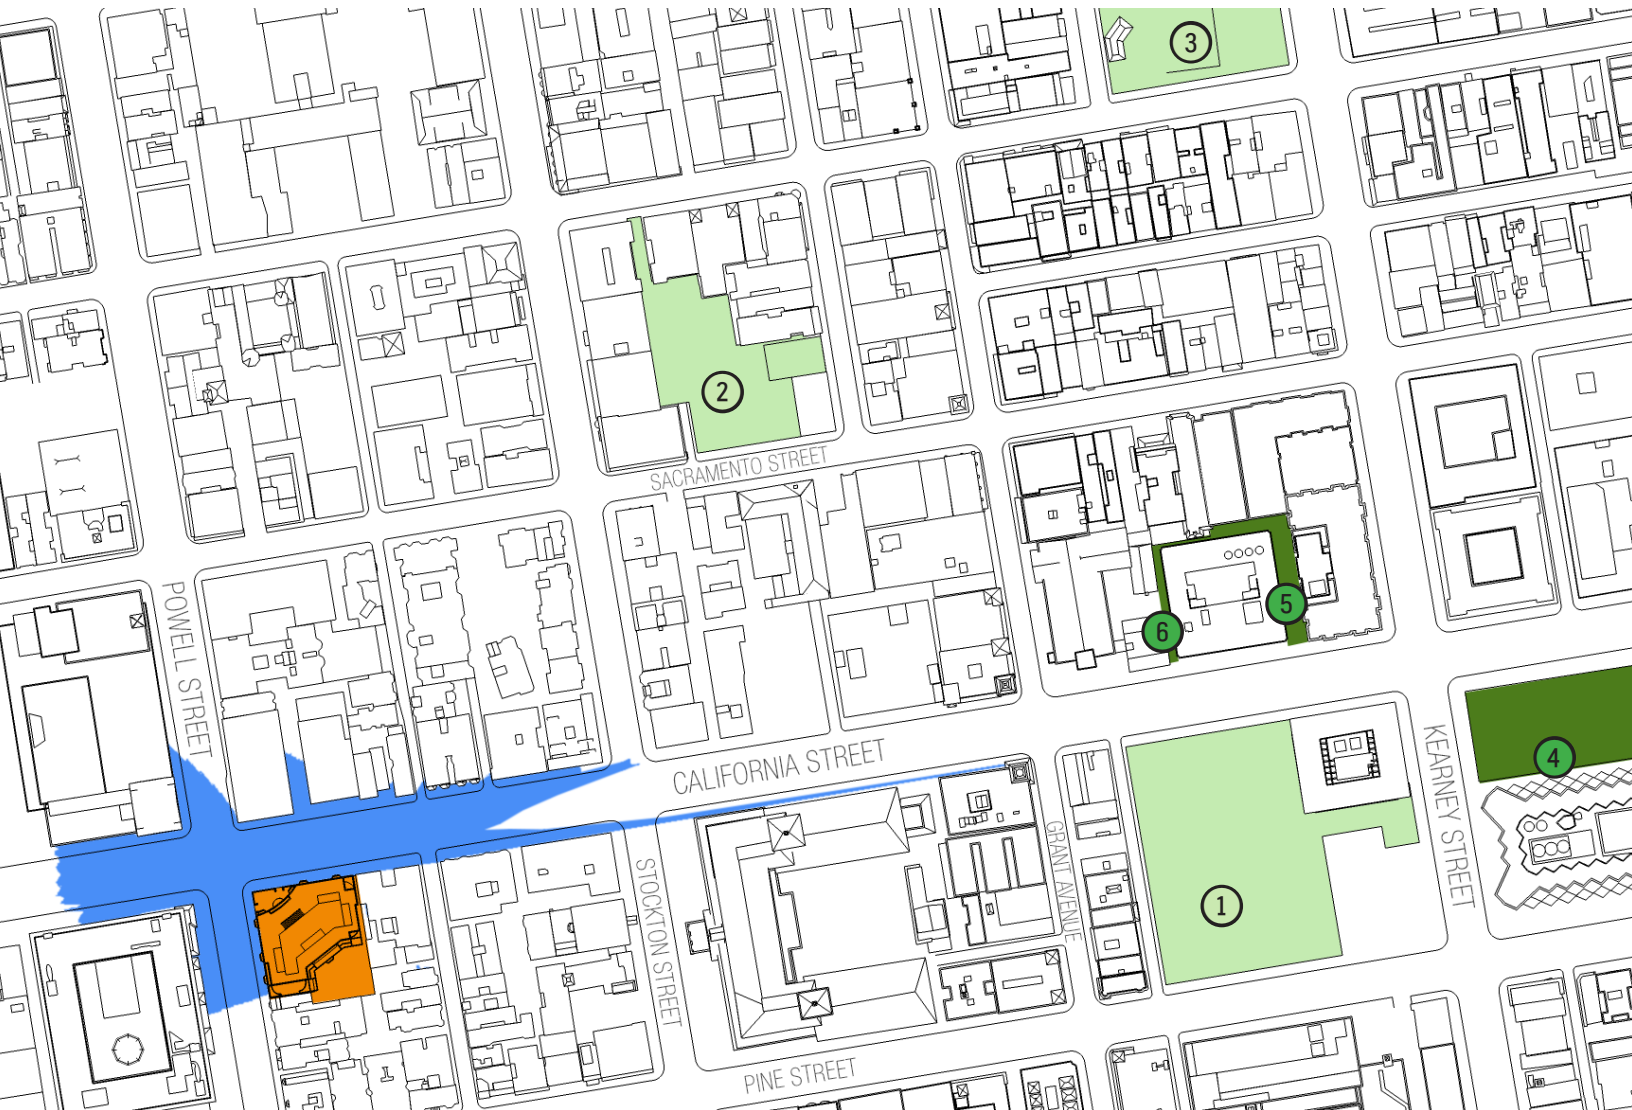 3
2
SACRAMENTO STREET
5
6
POWELL STREET
CALIFORNIA STREET
KEARNEY STREET
4
GRANT AVENUE
1
STOCKTON STREET
PINE STREET